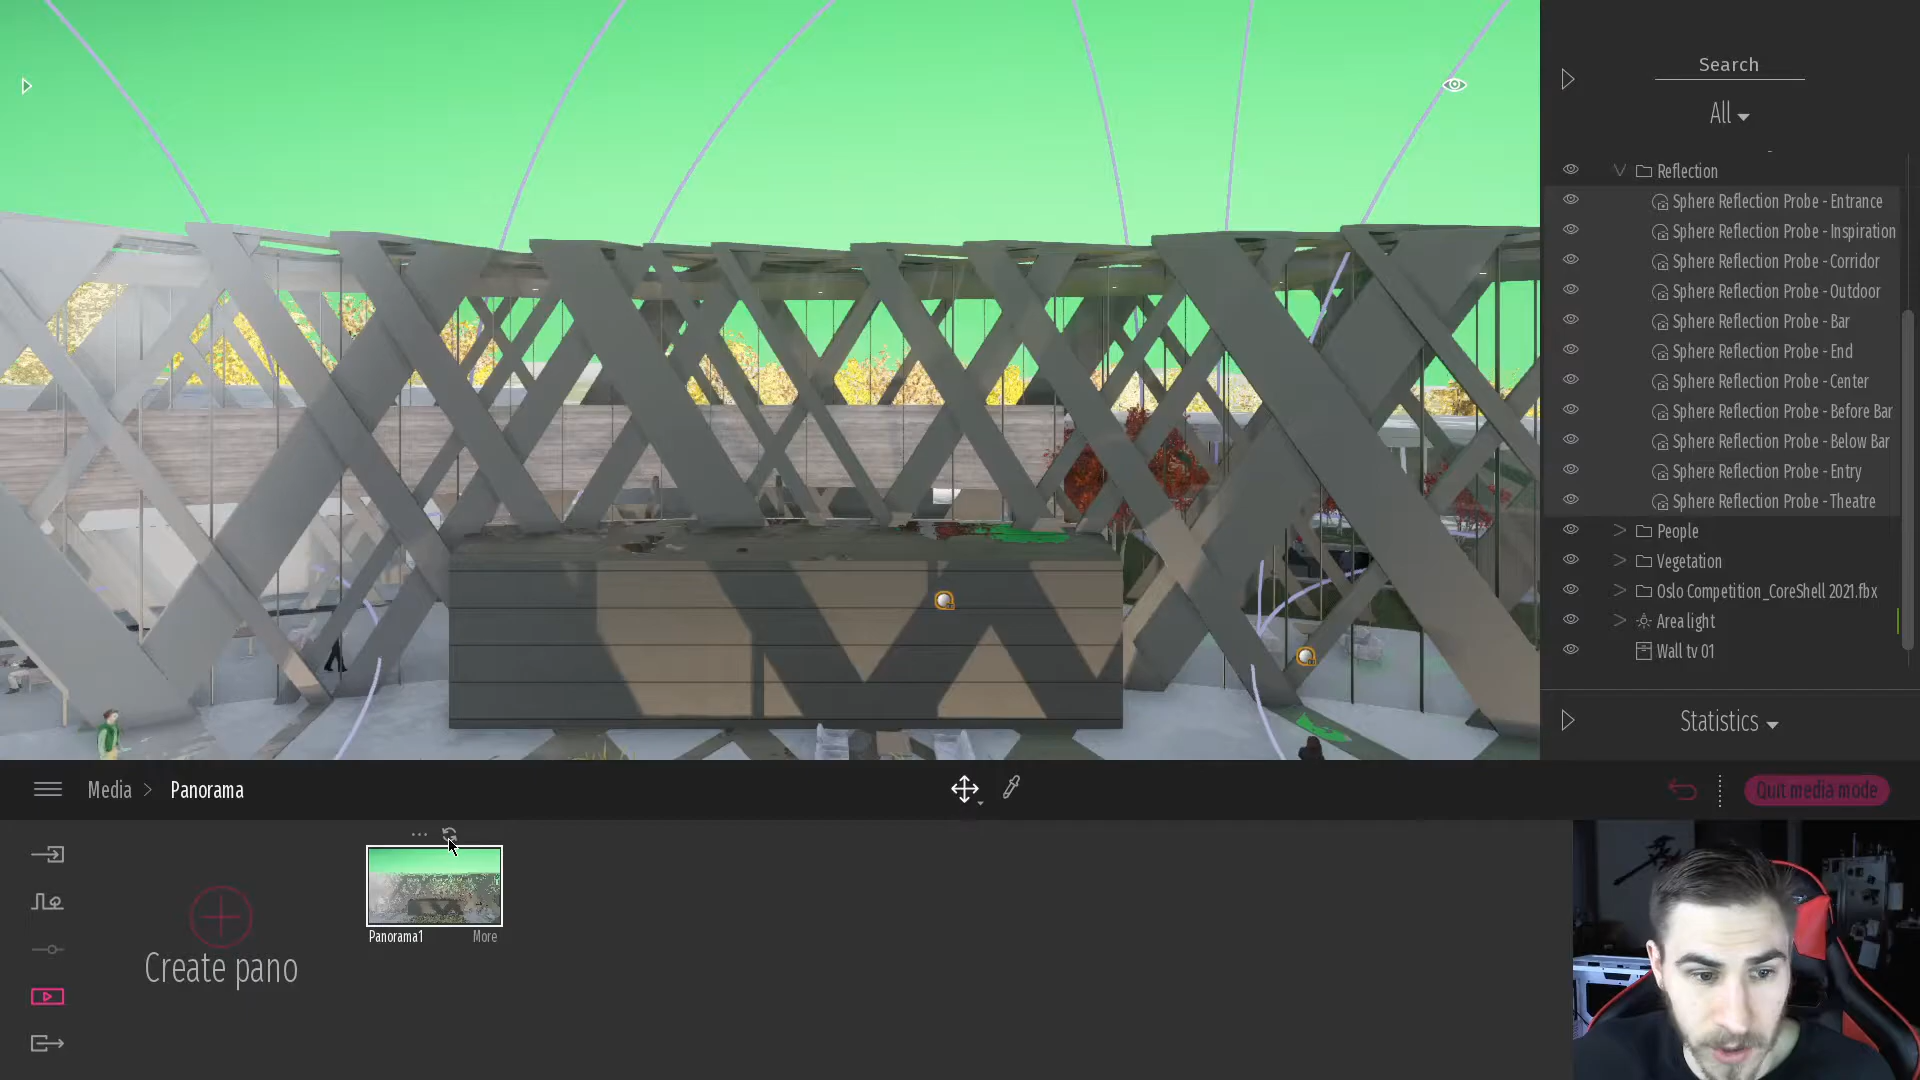 Search
All
Reflection
Sphere Reflection Probe - Entrance
Sphere Reflection Probe - Inspiration
Sphere Reflection Probe - Corridor
Sphere Reflection Probe - Outdoor
Sphere Reflection Probe - Bar
Sphere Reflection Probe - End
Sphere Reflection Probe - Center
Sphere Reflection Probe - Before Bar
Sphere Reflection Probe - Below Bar
Sphere Reflection Probe - Entry
Sphere Reflection Probe - Theatre
People
Vegetation
Oslo Competition_CoreShell 2021.fbx
Area light
Wall tv 01
Statistics
Media > Panorama
Quit media mode
Create pano
Panorama1 More